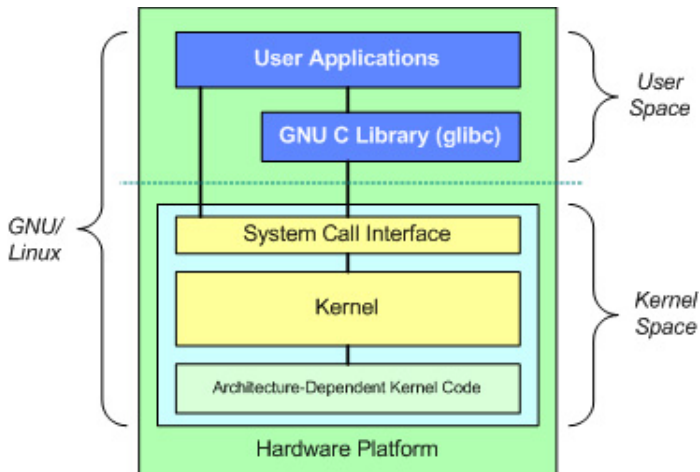 User Applications
User
Space
GNU C Library (glibc)
GNU/
Linux
System Call Interface
Kernel
Kernel
Space
Architecture-Dependent Kernel Code
Hardware Platform